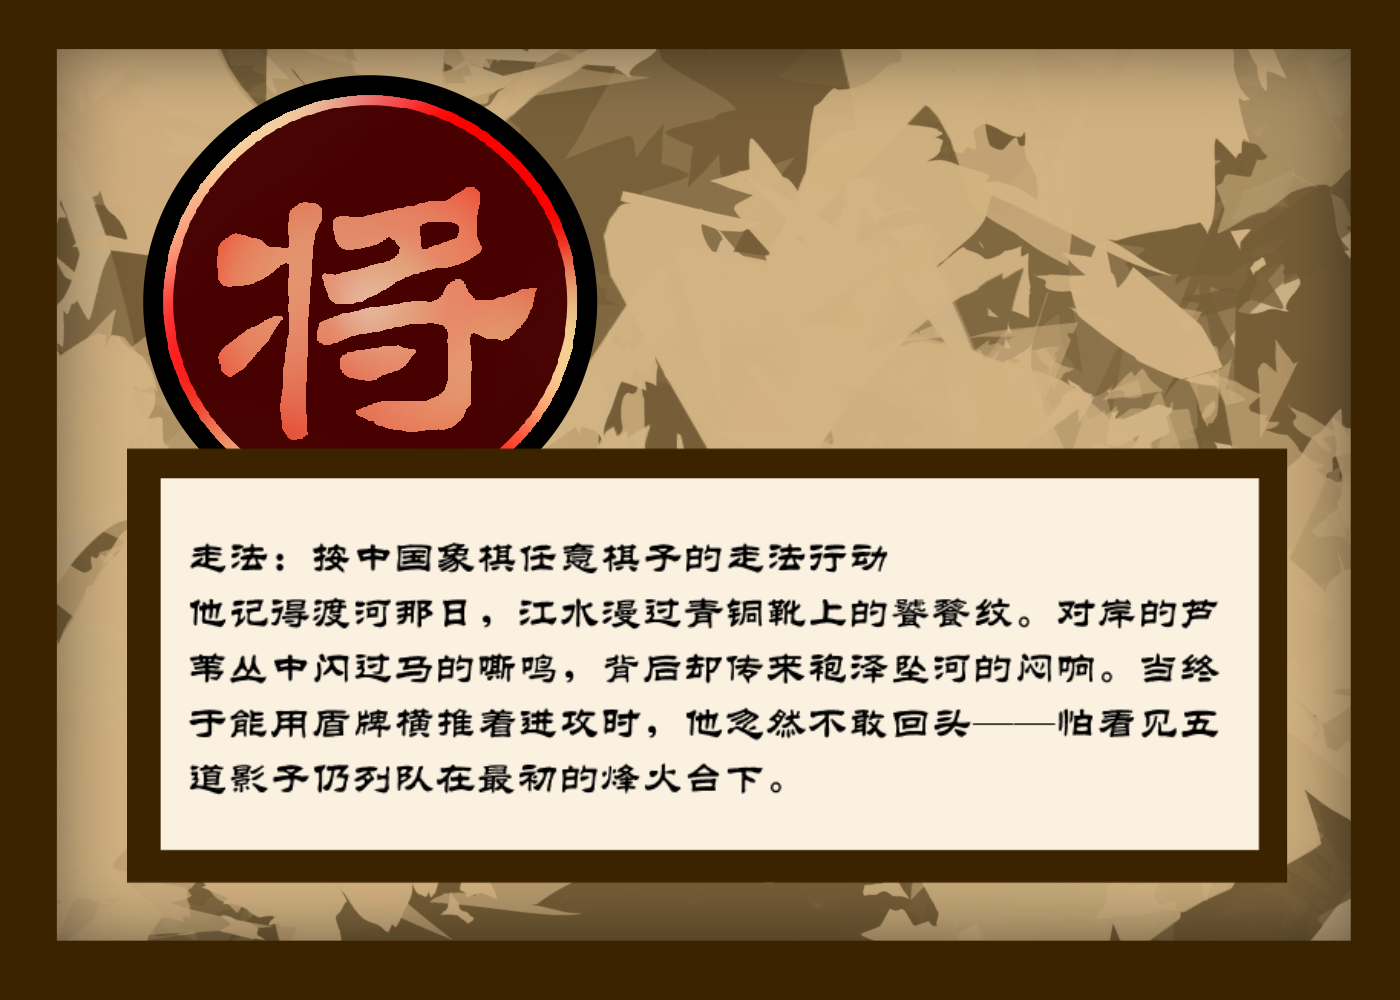 将
走法：按中国象棋任意棋子的走法行动
他记得渡河那日，江水漫过青铜靴上的饕餮纹。对岸的芦
苇丛中闪过马的嘶鸣，背后却传来袍泽坠河的闷响。当终
于能用盾牌横推着进攻时，他忽然不敢回头——怕看见五
道影子仍列队在最初的烽火台下。